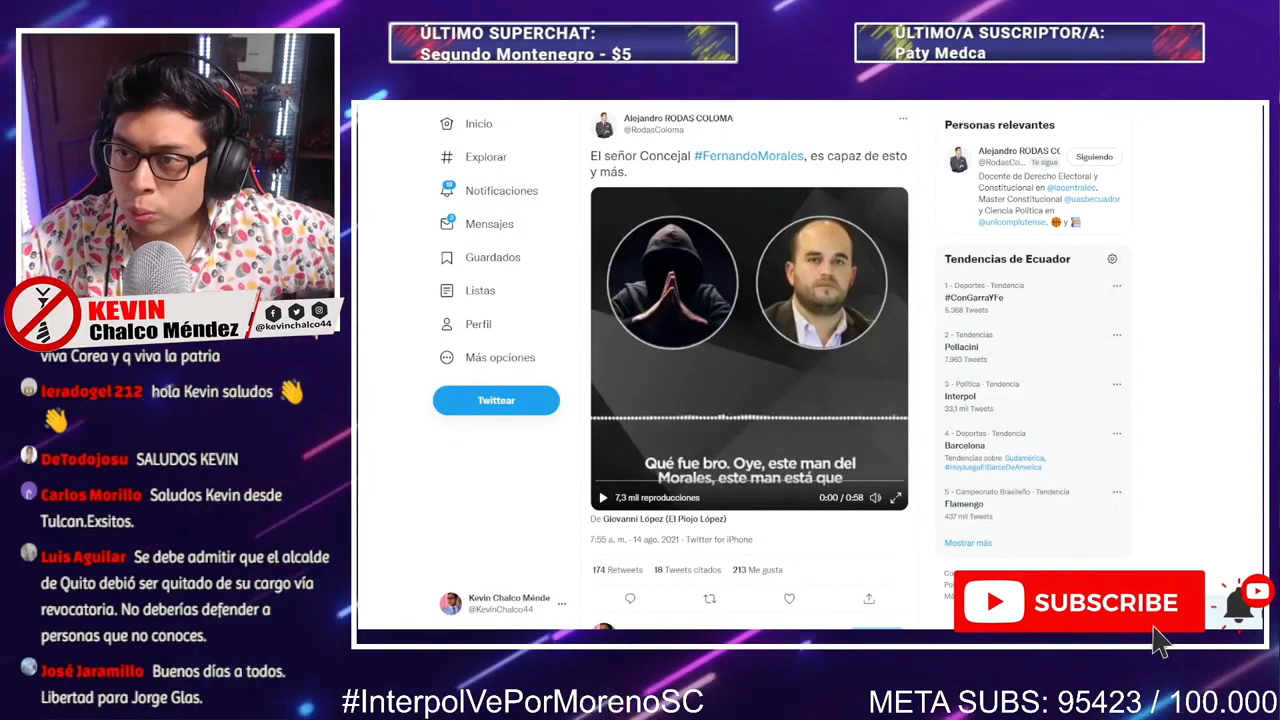 ÚLTIMO SUPERCHAT:
Segundo Montenegro - $5
ÚLTIMO/A SUSCRIPTOR/A:
Paty Medca
KEVIN
Chalco Méndez
@kevinchalco44
viva Corea y q viva la patria
leradogel 212 hola Kevin saludos 👋
👋
DeTodojosu SALUDOS KEVIN
Carlos Morillo Saludos Kevin desde
Tulcan.Exsitos.
Luis Aguilar Se debe admitir que el alcalde
de Quito debió ser quitado de su cargo vía
revocatoria. No deberías defender a
personas que no conoces.
José Jaramillo Buenos días a todos.
Libertad para Jorge Glas.
Inicio
Explorar
19
Notificaciones
3
Mensajes
Guardados
Listas
Perfil
Más opciones
Twittear
Kevin Chalco Ménde
@KevinChalco44
Alejandro RODAS COLOMA
@RodasColoma
El señor Concejal #FernandoMorales, es capaz de esto
y más.
Qué fue bro. Oye, este man del
Morales, este man está que
7,3 mil reproducciones
0:00 / 0:58
De Giovanni López (El Piojo López)
7:55 a. m. · 14 ago. 2021 · Twitter for iPhone
174 Retweets 18 Tweets citados 213 Me gusta
Personas relevantes
Alejandro RODAS CO
@RodasCo... Te sigue
Siguiendo
Docente de Derecho Electoral y
Constitucional en @lacentralec.
Master Constitucional @uasbecuador
y Ciencia Política en
@unicomplutense. 🏀 y 📚
Tendencias de Ecuador
1 · Deportes · Tendencia
#ConGarraYFe
5.368 Tweets
2 · Tendencias
Pellacini
7.963 Tweets
3 · Política · Tendencia
Interpol
33,1 mil Tweets
4 · Deportes · Tendencia
Barcelona
Tendencias sobre Sudamérica,
#HoyJuegaElBarceDeAmerica
5 · Campeonato Brasileño · Tendencia
Flamengo
437 mil Tweets
Mostrar más
SUBSCRIBE
#InterpolVePorMorenoSC
META SUBS: 95423 / 100.000